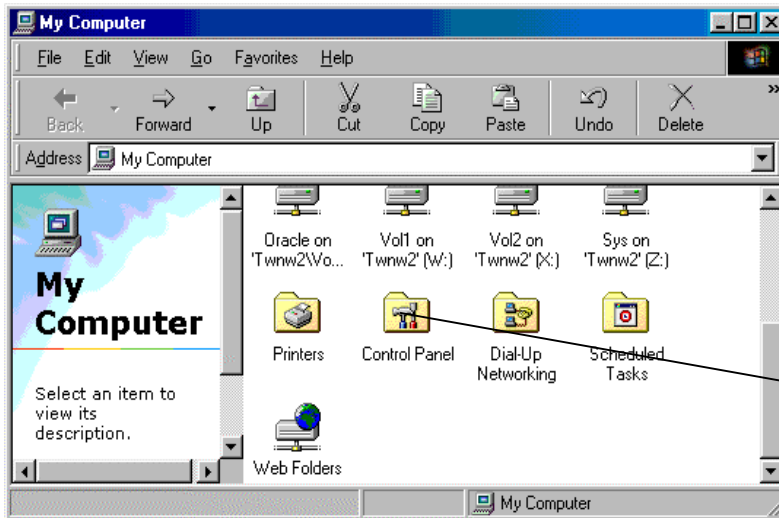 My Computer
File Edit View Go Favorites Help
Back Forward Up Cut Copy Paste Undo Delete »
Address My Computer
My
Computer
Select an item to
view its
description.
Oracle on
'Twnw2\Vo...
Vol1 on
'Twnw2' (W:)
Vol2 on
'Twnw2' (X:)
Sys on
'Twnw2' (Z:)
Printers
Control Panel
Dial-Up
Networking
Scheduled
Tasks
Web Folders
My Computer